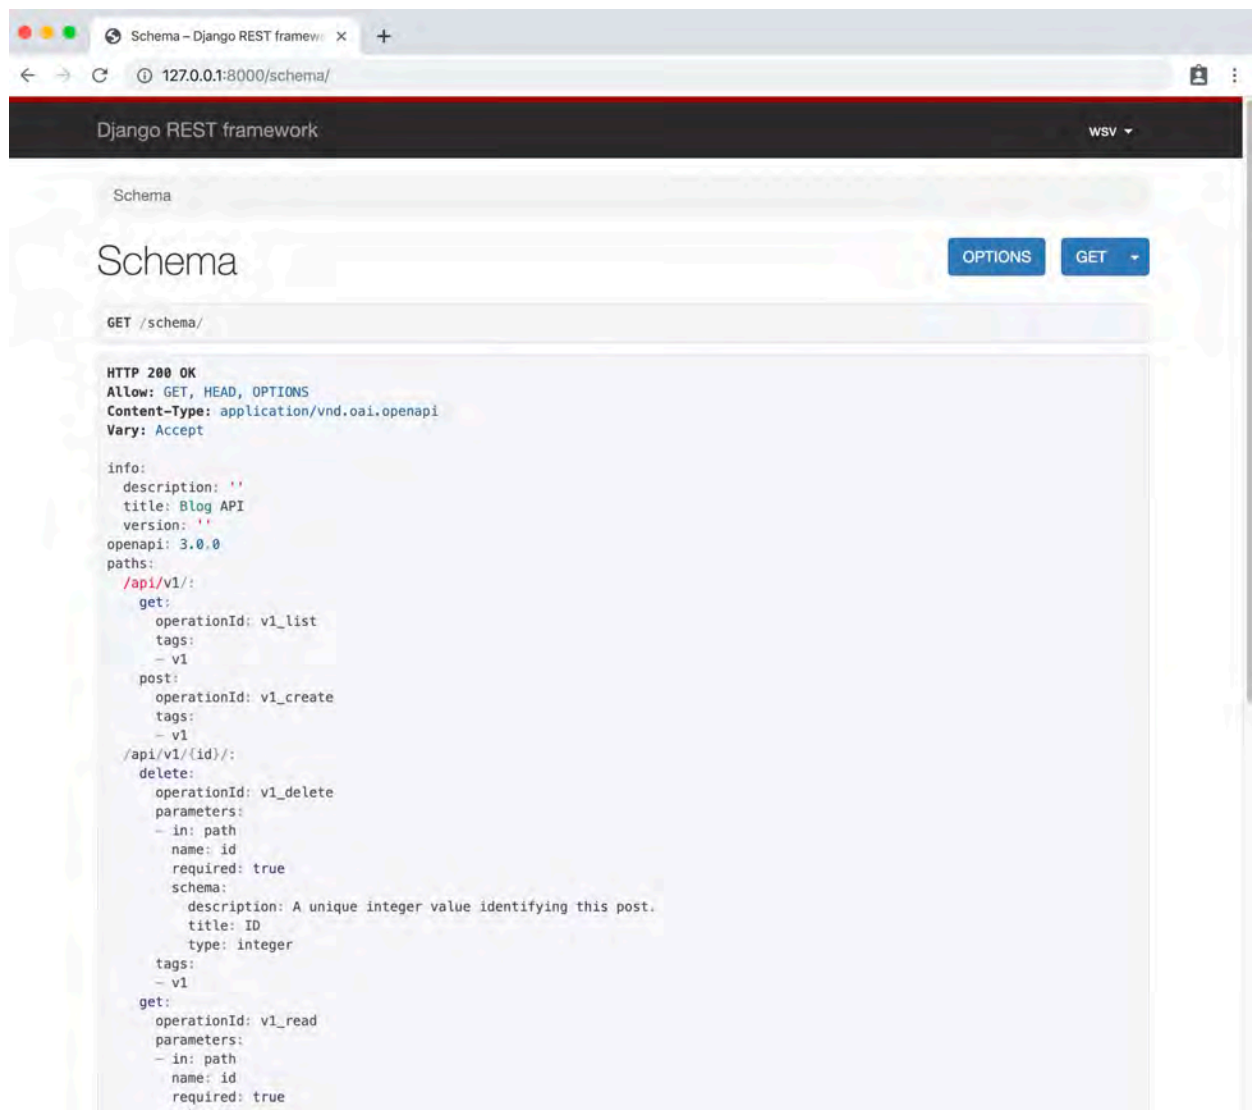 Schema – Django REST framew
127.0.0.1:8000/schema/
Django REST framework
wsv
Schema
Schema
OPTIONS
GET
GET /schema/
HTTP 200 OK
Allow: GET, HEAD, OPTIONS
Content-Type: application/vnd.oai.openapi
Vary: Accept
info:
  description: ''
  title: Blog API
  version: ''
openapi: 3.0.0
paths:
  /api/v1/:
    get:
      operationId: v1_list
      tags:
      - v1
    post:
      operationId: v1_create
      tags:
      - v1
  /api/v1/{id}/:
    delete:
      operationId: v1_delete
      parameters:
      - in: path
        name: id
        required: true
        schema:
          description: A unique integer value identifying this post.
          title: ID
          type: integer
      tags:
      - v1
    get:
      operationId: v1_read
      parameters:
      - in: path
        name: id
        required: true